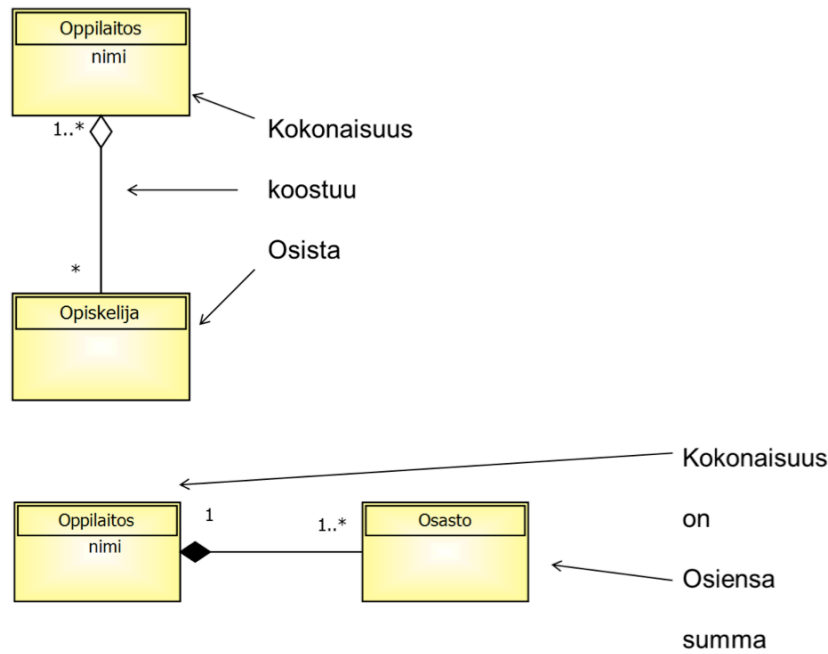 Oppilaitos
nimi
1..*
Kokonaisuus
koostuu
Osista
*
Opiskelija
Kokonaisuus
on
Osiensa
summa
Oppilaitos
nimi
1
1..*
Osasto